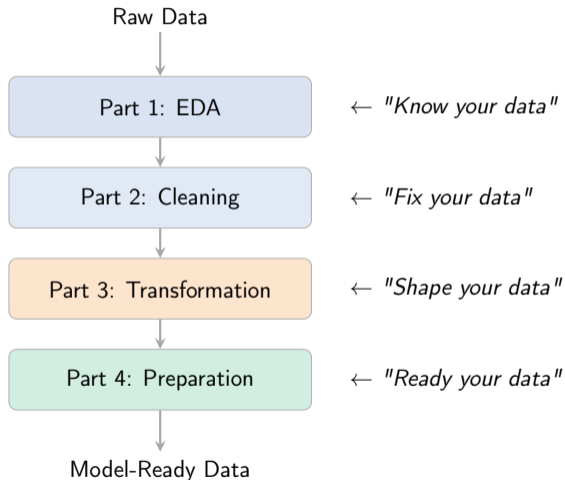 Raw Data
Part 1: EDA ← "Know your data"
Part 2: Cleaning ← "Fix your data"
Part 3: Transformation ← "Shape your data"
Part 4: Preparation ← "Ready your data"
Model-Ready Data